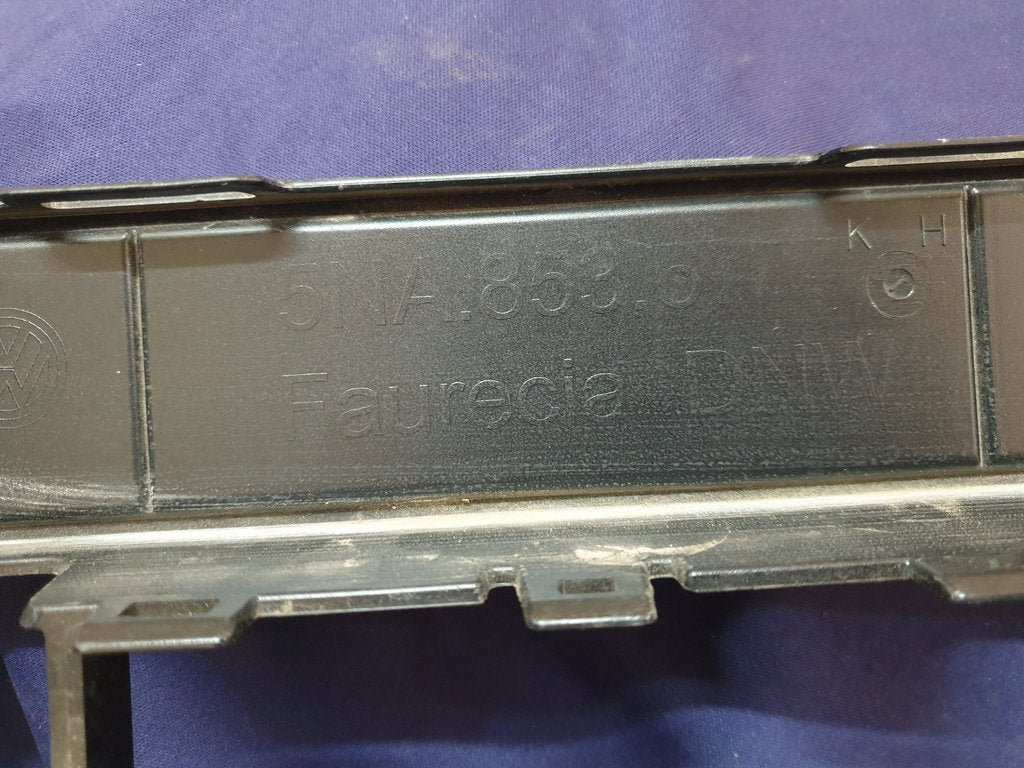 K H
5NA.853.
Faurecia DNW